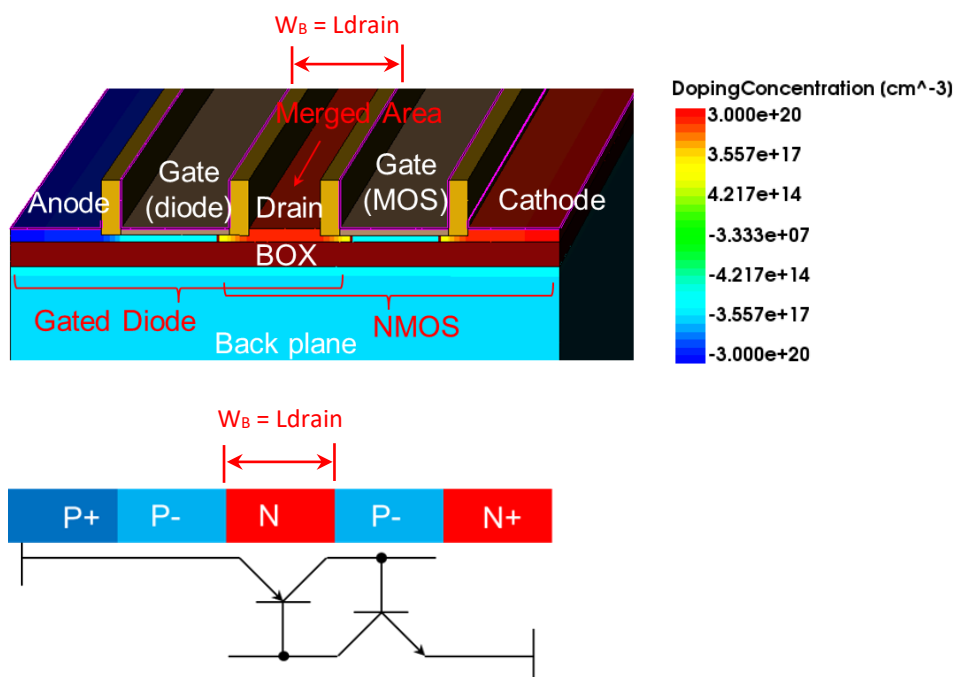 W_B = Ldrain
DopingConcentration (cm^-3)
3.000e+20
3.557e+17
4.217e+14
-3.333e+07
-4.217e+14
-3.557e+17
-3.000e+20
Merged Area
Anode
Gate
(diode)
Drain
Gate
(MOS)
Cathode
BOX
Gated Diode
NMOS
Back plane
W_B = Ldrain
P+ P- N P- N+